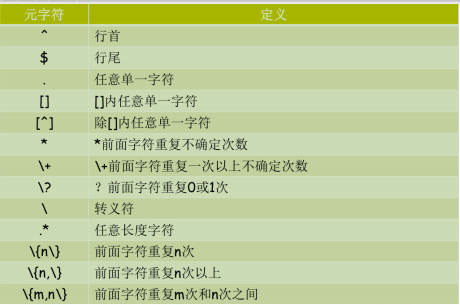 元字符 定义
^ 行首
$ 行尾
. 任意单一字符
[] []内任意单一字符
[^] 除[]内任意单一字符
* *前面字符重复不确定次数
\+ \+前面字符重复一次以上不确定次数
\? ？前面字符重复0或1次
\ 转义符
.* 任意长度字符
\{n\} 前面字符重复n次
\{n,\} 前面字符重复n次以上
\{m,n\} 前面字符重复m次和n次之间